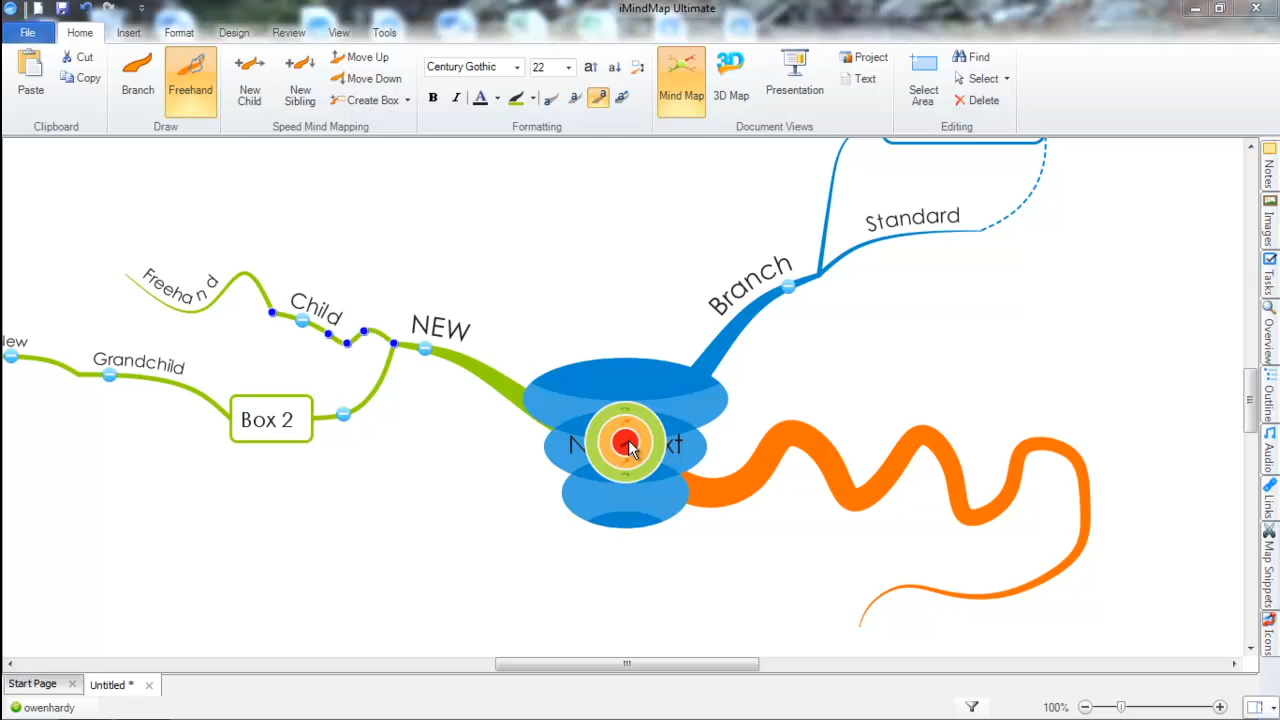 iMindMap Ultimate
File Home Insert Format Design Review View Tools
Paste
Cut
Copy
Clipboard
Branch
Freehand
Draw
New Child
New Sibling
Move Up
Move Down
Create Box
Speed Mind Mapping
Century Gothic 22
B I A
Formatting
Mind Map
3D Map
Presentation
Project
Text
Document Views
Select Area
Find
Select
Delete
Editing
Standard
Branch
Freehand
Child
NEW
Grandchild
Box 2
Notes
Images
Tasks
Overview
Outline
Audio
Links
Map Snippets
Icons
Start Page
Untitled *
owenhardy
100%